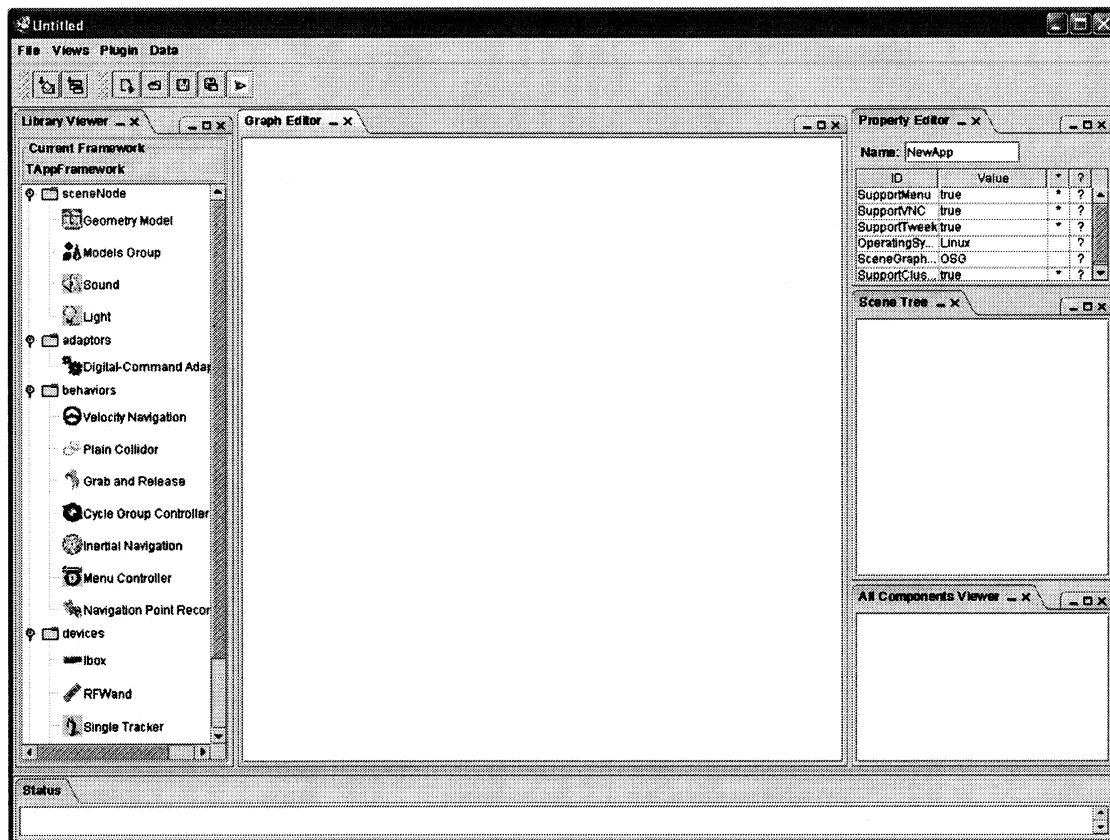 Untitled
File Views Plugin Data
Library Viewer
Current Framework
TAppFramework
sceneNode
Geometry Model
Models Group
Sound
Light
adaptors
Digital-Command Adap
behaviors
Velocity Navigation
Plain Collidor
Grab and Release
Cycle Group Controller
Inertial Navigation
Menu Controller
Navigation Point Recor
devices
Ibox
RFWand
Single Tracker
Graph Editor
Property Editor
Name: NewApp
ID Value * ?
SupportMenu true * ?
SupportVNC true * ?
SupportTweek true * ?
OperatingSy... Linux ?
SceneGraph... OSG ?
SupportClus... true * ?
Scene Tree
All Components Viewer
Status